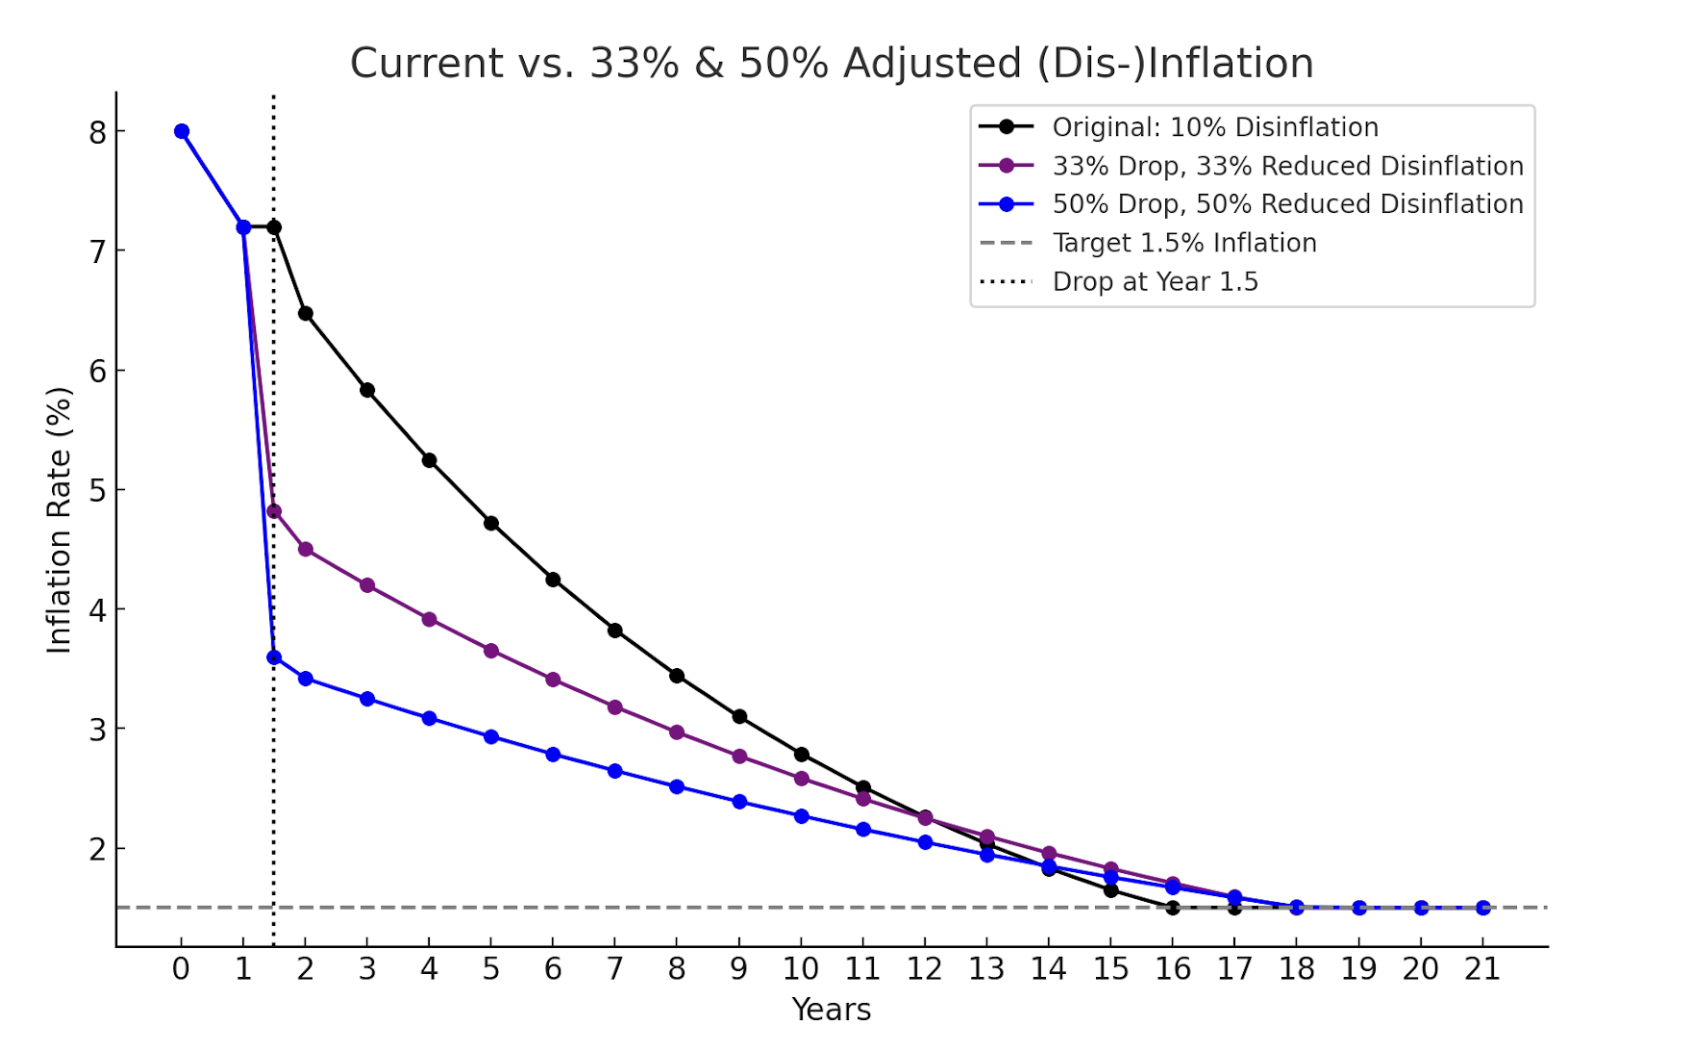 Current vs. 33% & 50% Adjusted (Dis-)Inflation
Original: 10% Disinflation
33% Drop, 33% Reduced Disinflation
50% Drop, 50% Reduced Disinflation
Target 1.5% Inflation
Drop at Year 1.5
Inflation Rate (%)
8
7
6
5
4
3
2
0 1 2 3 4 5 6 7 8 9 10 11 12 13 14 15 16 17 18 19 20 21
Years